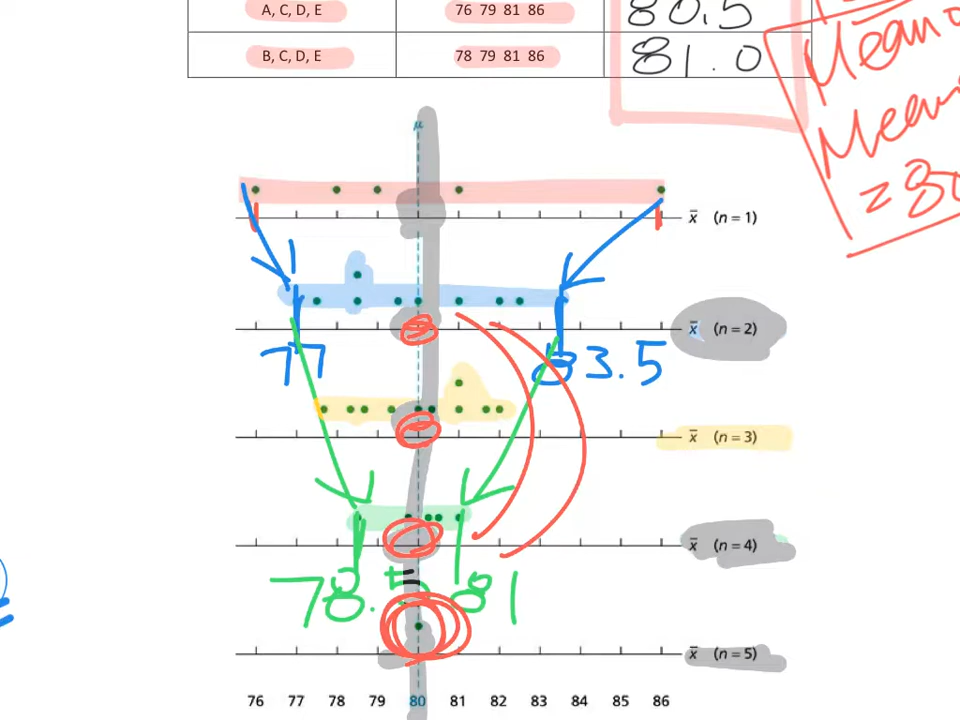 A, C, D, E 76 79 81 86 80.5
B, C, D, E 78 79 81 86 81.0
Mean
Mean
= 80
μ
x̄ (n = 1)
x̄ (n = 2)
77 83.5
x̄ (n = 3)
x̄ (n = 4)
78.5 81
x̄ (n = 5)
76 77 78 79 80 81 82 83 84 85 86